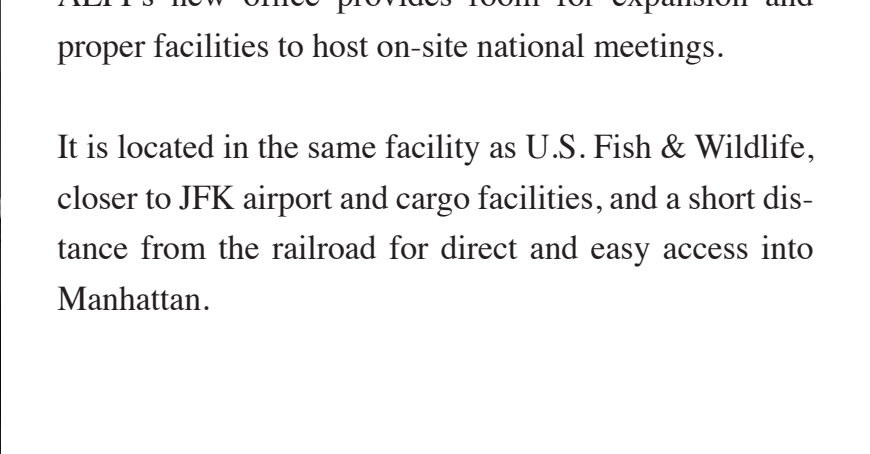 new office provides room for expansion and
proper facilities to host on-site national meetings.
It is located in the same facility as U.S. Fish & Wildlife,
closer to JFK airport and cargo facilities, and a short dis-
tance from the railroad for direct and easy access into
Manhattan.